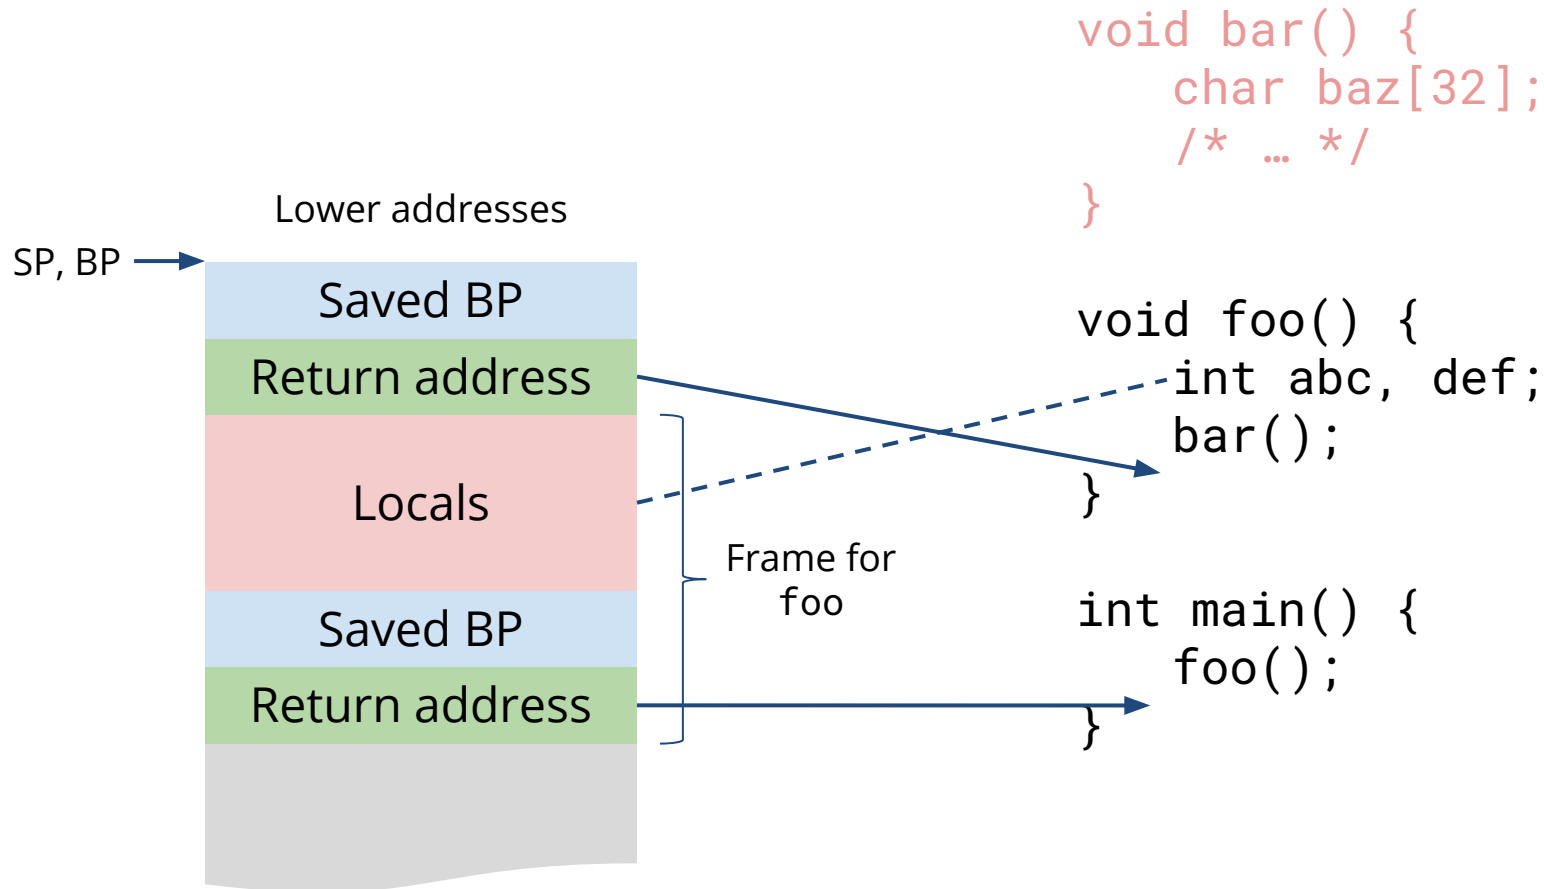 void bar() {
char baz[32];
/* … */
}
Lower addresses
SP, BP
Saved BP
Return address
Locals
Saved BP
Return address
Frame for
foo
void foo() {
int abc, def;
bar();
}
int main() {
foo();
}